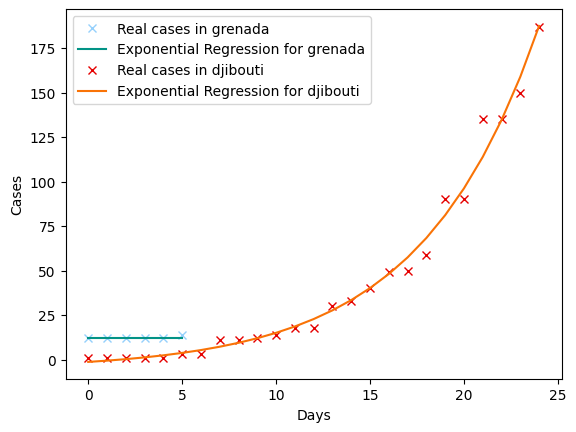 Real cases in grenada
Exponential Regression for grenada
Real cases in djibouti
Exponential Regression for djibouti
175
150
125
100
75
50
25
0
Cases
0 5 10 15 20 25
Days